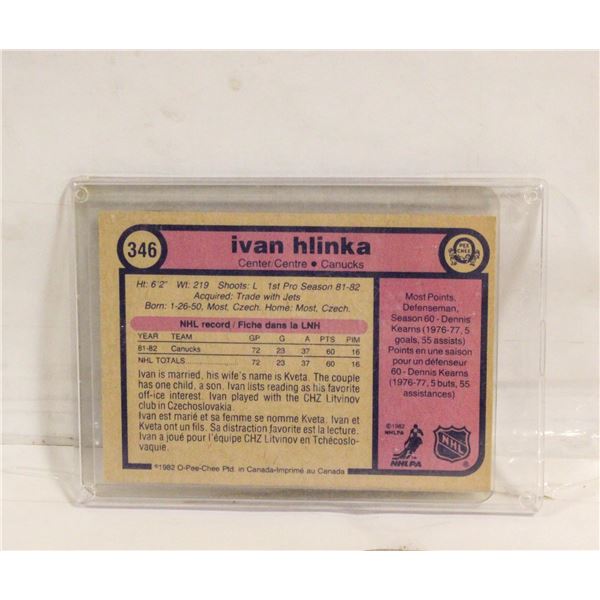 346
ivan hlinka
Center/Centre • Canucks
O PEE CHEE
Ht: 6'2" Wt: 219 Shoots: L 1st Pro Season 81-82
Acquired: Trade with Jets
Born: 1-26-50, Most, Czech. Home: Most, Czech.
NHL record / Fiche dans la LNH
YEAR TEAM GP G A PTS PIM
81-82 Canucks 72 23 37 60 16
NHL TOTALS 72 23 37 60 16
Ivan is married, his wife's name is Kveta. The couple
has one child, a son. Ivan lists reading as his favorite
off-ice interest. Ivan played with the CHZ Litvinov
club in Czechoslovakia.
Ivan est marié et sa femme se nomme Kveta. Ivan et
Kveta ont un fils. Sa distraction favorite est la lecture.
Ivan a joué pour l'équipe CHZ Litvinov en Tchécoslo-
vaquie.
©1982 O-Pee-Chee Ptd. in Canada-Imprimé au Canada
Most Points,
Defenseman,
Season 60 - Dennis
Kearns (1976-77, 5
goals, 55 assists)
Points en une saison
pour un défenseur
60 - Dennis Kearns
(1976-77, 5 buts, 55
assistances)
©1982
NHLPA
NHLPA
NHL